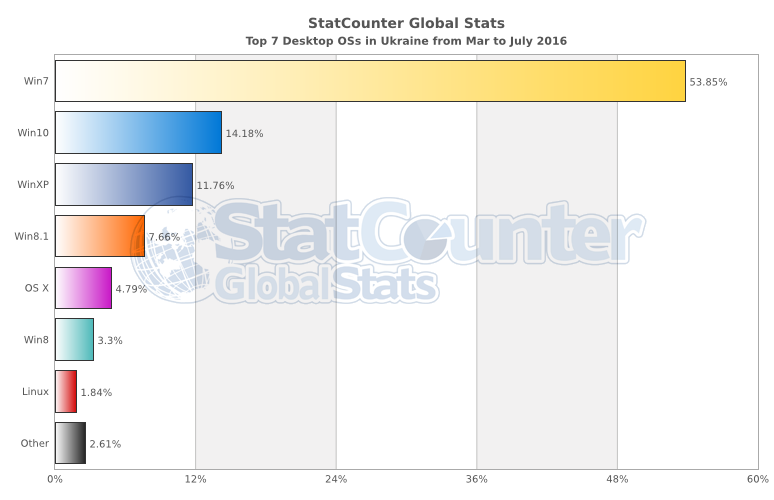 StatCounter Global Stats
Top 7 Desktop OSs in Ukraine from Mar to July 2016
Win7 53.85%
Win10 14.18%
WinXP 11.76%
Win8.1 7.66%
OS X 4.79%
Win8 3.3%
Linux 1.84%
Other 2.61%
StatCounter
GlobalStats
0% 12% 24% 36% 48% 60%